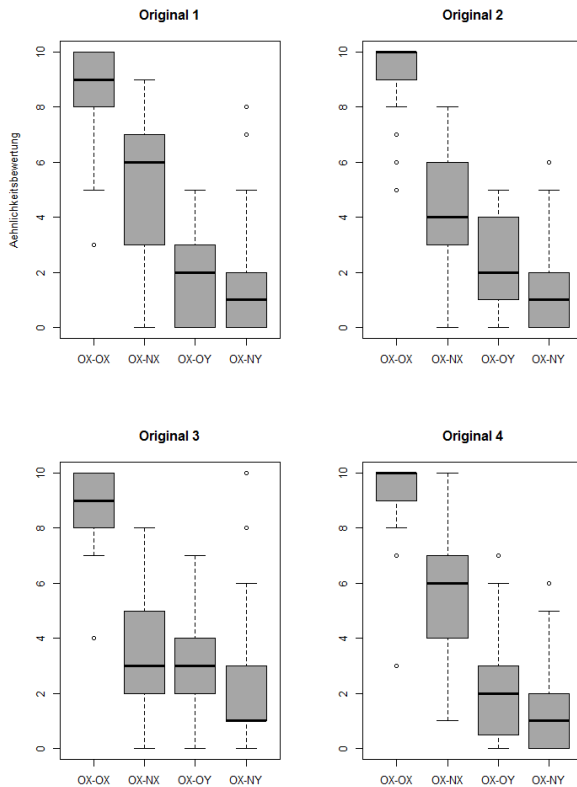 Original 1
Original 2
Aehnlichkeitsbewertung
10
8
6
4
2
0
10
8
6
4
2
0
OX-OX OX-NX OX-OY OX-NY
OX-OX OX-NX OX-OY OX-NY
Original 3
Original 4
10
8
6
4
2
0
10
8
6
4
2
0
OX-OX OX-NX OX-OY OX-NY
OX-OX OX-NX OX-OY OX-NY